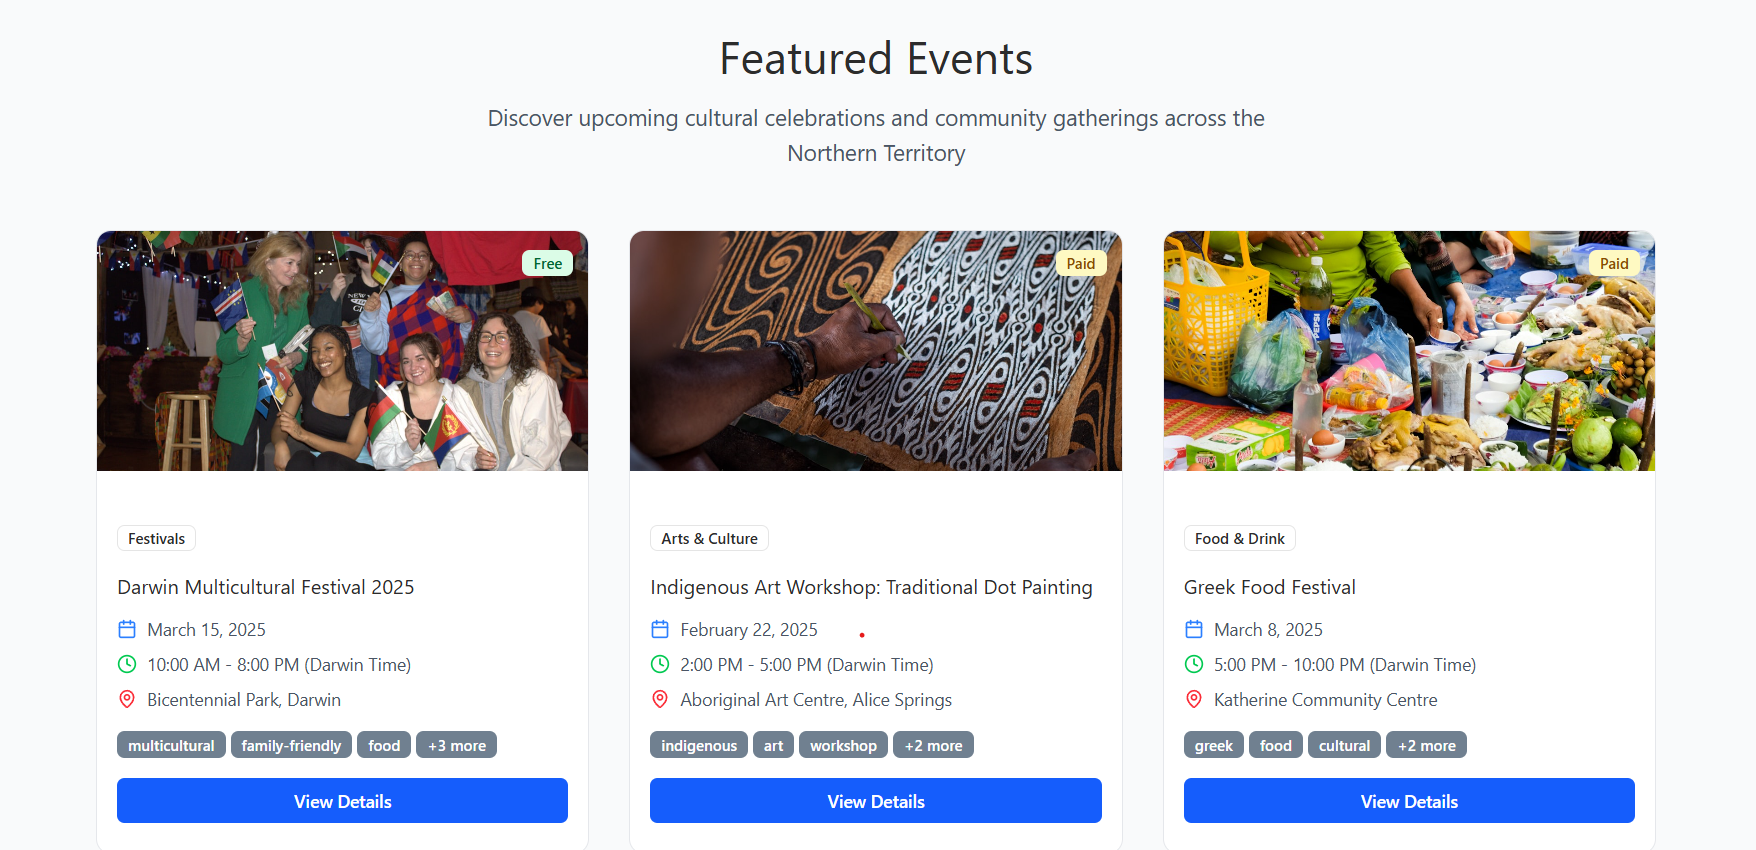 Featured Events
Discover upcoming cultural celebrations and community gatherings across the
Northern Territory
Free
NEW
PEPSI
Festivals
Darwin Multicultural Festival 2025
March 15, 2025
10:00 AM - 8:00 PM (Darwin Time)
Bicentennial Park, Darwin
multicultural family-friendly food +3 more
View Details
Paid
Arts & Culture
Indigenous Art Workshop: Traditional Dot Painting
February 22, 2025
2:00 PM - 5:00 PM (Darwin Time)
Aboriginal Art Centre, Alice Springs
indigenous art workshop +2 more
View Details
Paid
Food & Drink
Greek Food Festival
March 8, 2025
5:00 PM - 10:00 PM (Darwin Time)
Katherine Community Centre
greek food cultural +2 more
View Details